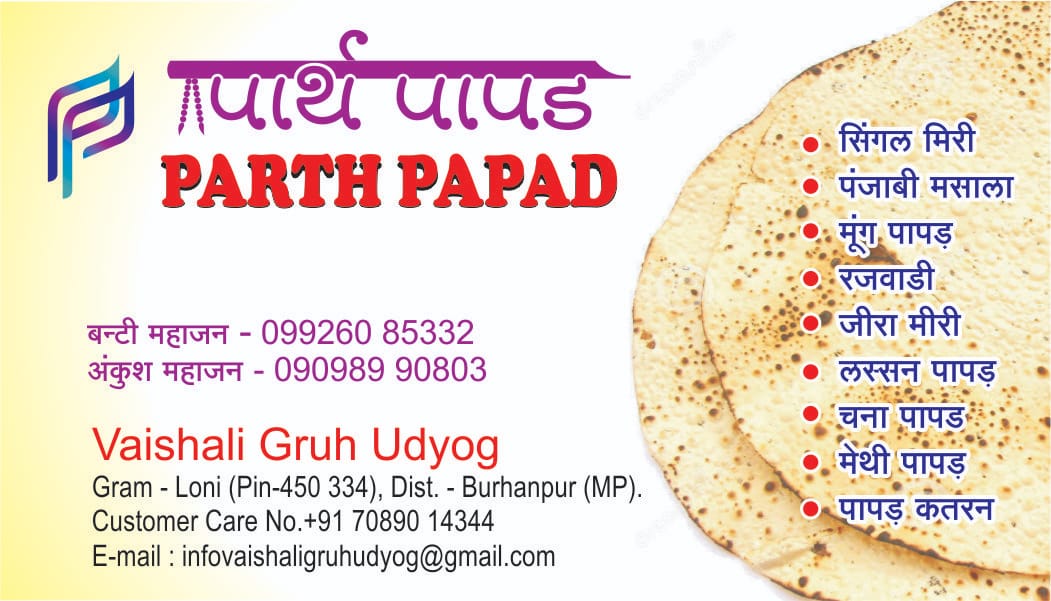 पार्थ पापड
PARTH PAPAD
बन्टी महाजन - 099260 85332
अंकुश महाजन - 090989 90803
Vaishali Gruh Udyog
Gram - Loni (Pin-450 334), Dist. - Burhanpur (MP).
Customer Care No.+91 70890 14344
E-mail : infovaishaligruhudyog@gmail.com
सिंगल मिरी
पंजाबी मसाला
मूंग पापड़
रजवाडी
जीरा मीरी
लस्सन पापड़
चना पापड
मेथी पापड़
पापड़ कतरन